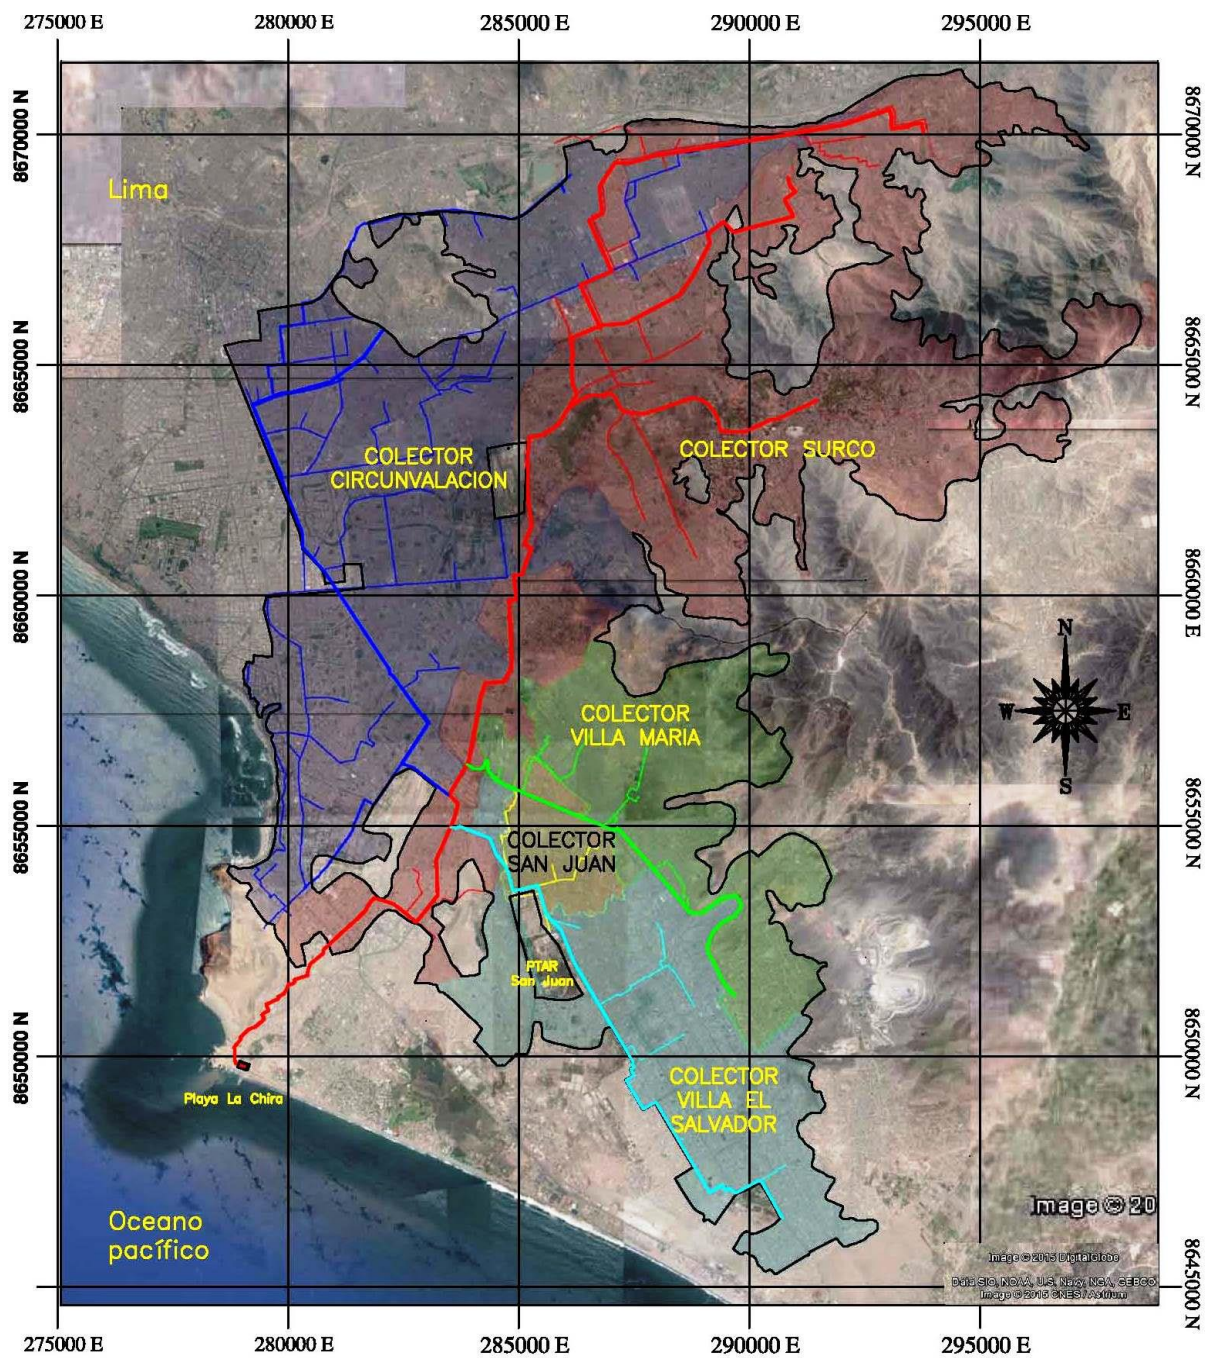 275000 E
280000 E
285000 E
290000 E
295000 E
8670000 N
8670000 N
Lima
8665000 N
8665000 N
COLECTOR
CIRCUNVALACION
COLECTOR SURCO
8660000 N
8660000 E
N
W
E
S
COLECTOR
VILLA MARIA
8655000 N
8655000 N
COLECTOR
SAN JUAN
PTAR
San Juan
8650000 N
8650000 N
COLECTOR
VILLA EL
SALVADOR
Playa La Chira
Oceano
pacífico
Image © 20
Image © 2015 DigitalGlobe
Data SIO, NOAA, U.S. Navy, NGA, GEBCO
Image © 2015 CNES / Astrium
8645000 N
275000 E
280000 E
285000 E
290000 E
295000 E